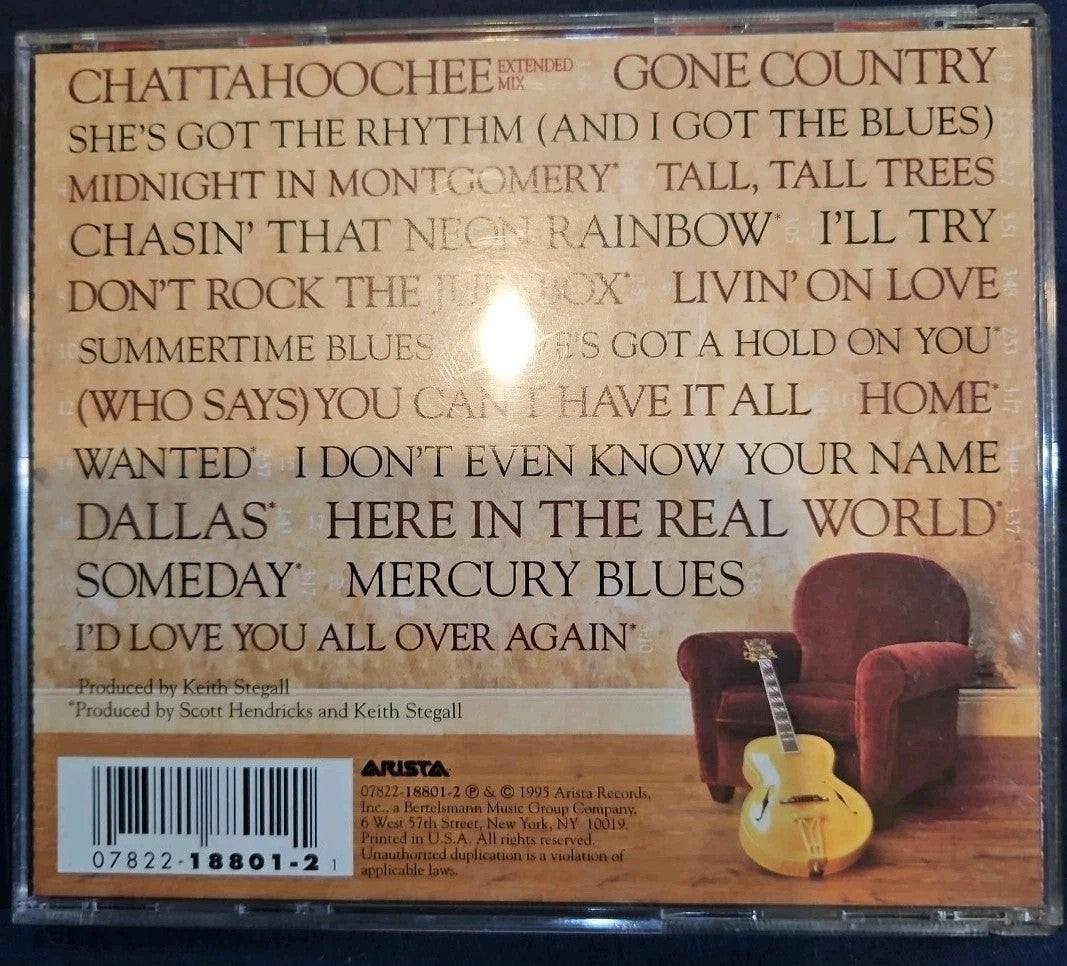 CHATTAHOOCHEE EXTENDED MIX GONE COUNTRY
SHE'S GOT THE RHYTHM (AND I GOT THE BLUES)
MIDNIGHT IN MONTGOMERY* TALL, TALL TREES
CHASIN' THAT NEON RAINBOW* I'LL TRY
DON'T ROCK THE JUKEBOX* LIVIN' ON LOVE
SUMMERTIME BLUES GOT A HOLD ON YOU*
(WHO SAYS) YOU CAN'T HAVE IT ALL HOME*
WANTED* I DON'T EVEN KNOW YOUR NAME
DALLAS* HERE IN THE REAL WORLD*
SOMEDAY* MERCURY BLUES
I'D LOVE YOU ALL OVER AGAIN*
Produced by Keith Stegall
*Produced by Scott Hendricks and Keith Stegall
ARISTA
07822-18801-2 ℗ & © 1995 Arista Records,
Inc., a Bertelsmann Music Group Company,
6 West 57th Street, New York, NY 10019.
Printed in U.S.A. All rights reserved.
Unauthorized duplication is a violation of
applicable laws.
07822-18801-2 1